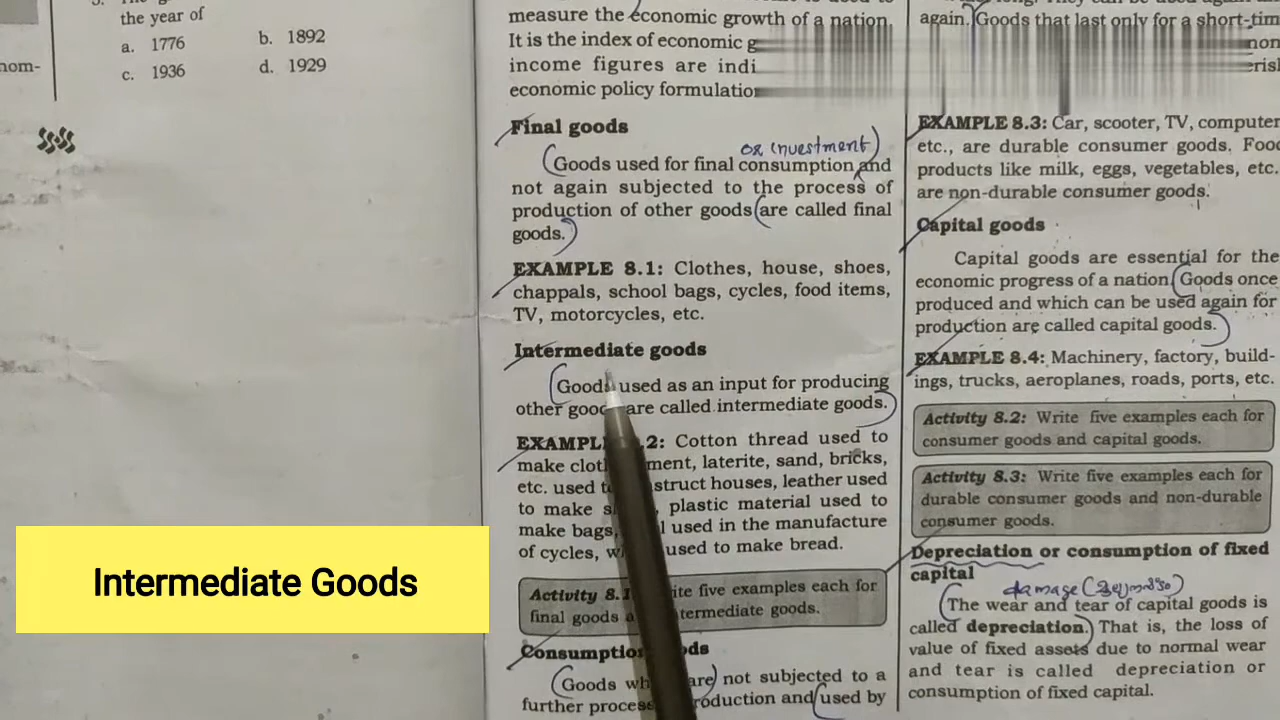 the year of
a. 1776
b. 1892
c. 1936
d. 1929
nom-
measure the economic growth of a nation.
It is the index of economic g
income figures are indi
economic policy formulation
Final goods
or investment)
Goods used for final consumption and
not again subjected to the process of
production of other goods are called final
goods.
EXAMPLE 8.1: Clothes, house, shoes,
chappals, school bags, cycles, food items,
TV, motorcycles, etc.
Intermediate goods
Goods used as an input for producing
other goo are called intermediate goods.
EXAMPL .2: Cotton thread used to
make clot ment, laterite, sand, bricks,
etc. used t struct houses, leather used
to make s , plastic material used to
make bags, l used in the manufacture
of cycles, w used to make bread.
Activity 8.1 ite five examples each for
final goods a termediate goods.
Consumptio ds
Goods wh are not subjected to a
further proces roduction and used by
again. Goods that last only for a short-tim
non
erish
EXAMPLE 8.3: Car, scooter, TV, computer
etc., are durable consumer goods. Food
products like milk, eggs, vegetables, etc.
are non-durable consumer goods.
Capital goods
Capital goods are essential for the
economic progress of a nation. Goods once
produced and which can be used again for
production are called capital goods.
EXAMPLE 8.4: Machinery, factory, build-
ings, trucks, aeroplanes, roads, ports, etc.
Activity 8.2: Write five examples each for
consumer goods and capital goods.
Activity 8.3: Write five examples each for
durable consumer goods and non-durable
consumer goods.
Depreciation or consumption of fixed
capital
damage
The wear and tear of capital goods is
called depreciation. That is, the loss of
value of fixed assets due to normal wear
and tear is called depreciation or
consumption of fixed capital.
Intermediate Goods